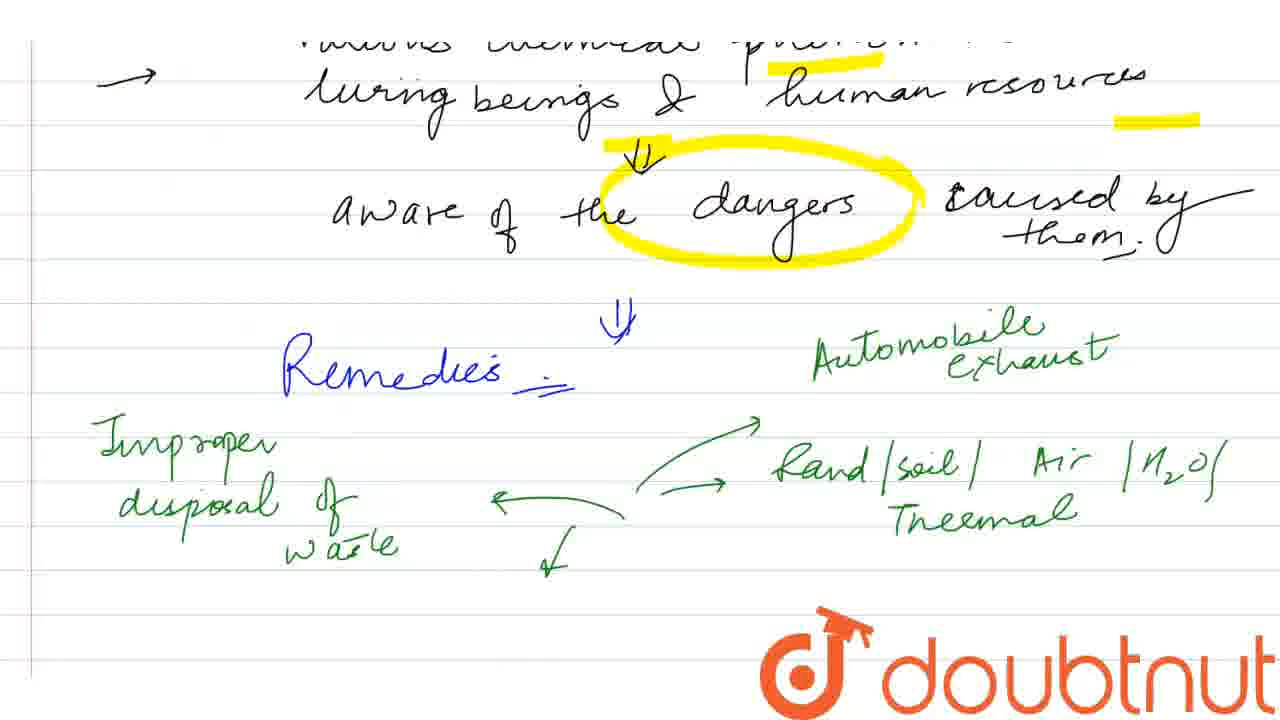 living beings & human resources
aware of the dangers caused by
them.
Remedies
Automobile
exhaust
Improper
disposal of
waste
Land/soil/ Air /H₂O/
Thermal
doubtnut